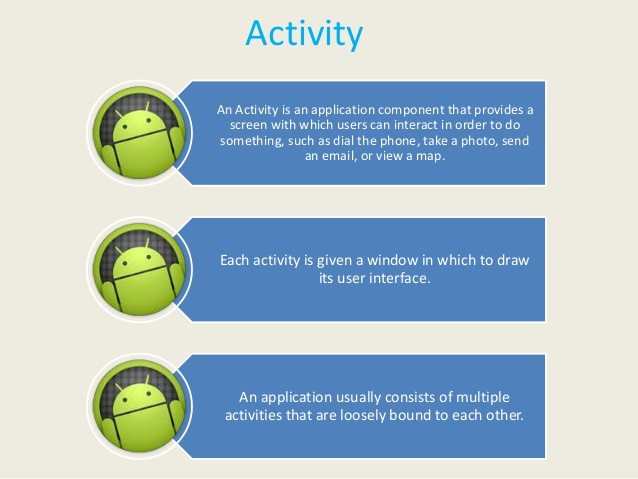 Activity
An Activity is an application component that provides a
screen with which users can interact in order to do
something, such as dial the phone, take a photo, send
an email, or view a map.
Each activity is given a window in which to draw
its user interface.
An application usually consists of multiple
activities that are loosely bound to each other.